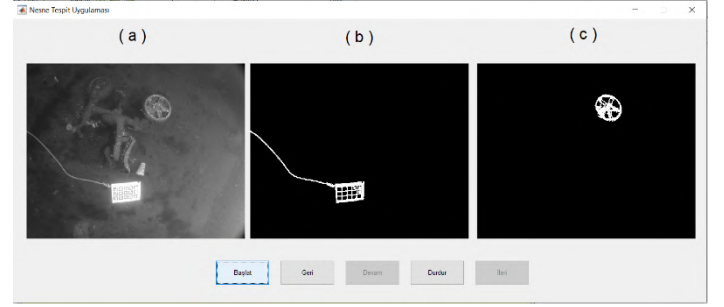 Nesne Tespit Uygulaması
( a )
( b )
( c )
Başlat
Geri
Devam
Durdur
İleri